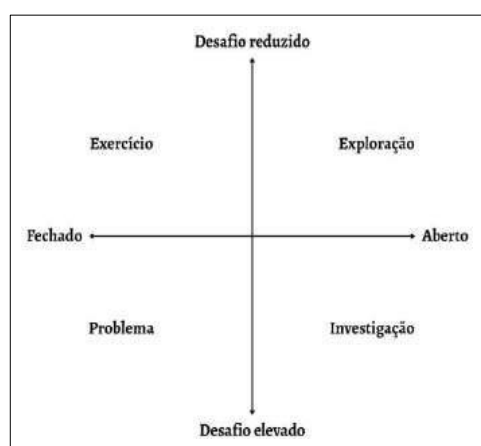 Desafio reduzido
Exercício
Exploração
Fechado
Aberto
Problema
Investigação
Desafio elevado